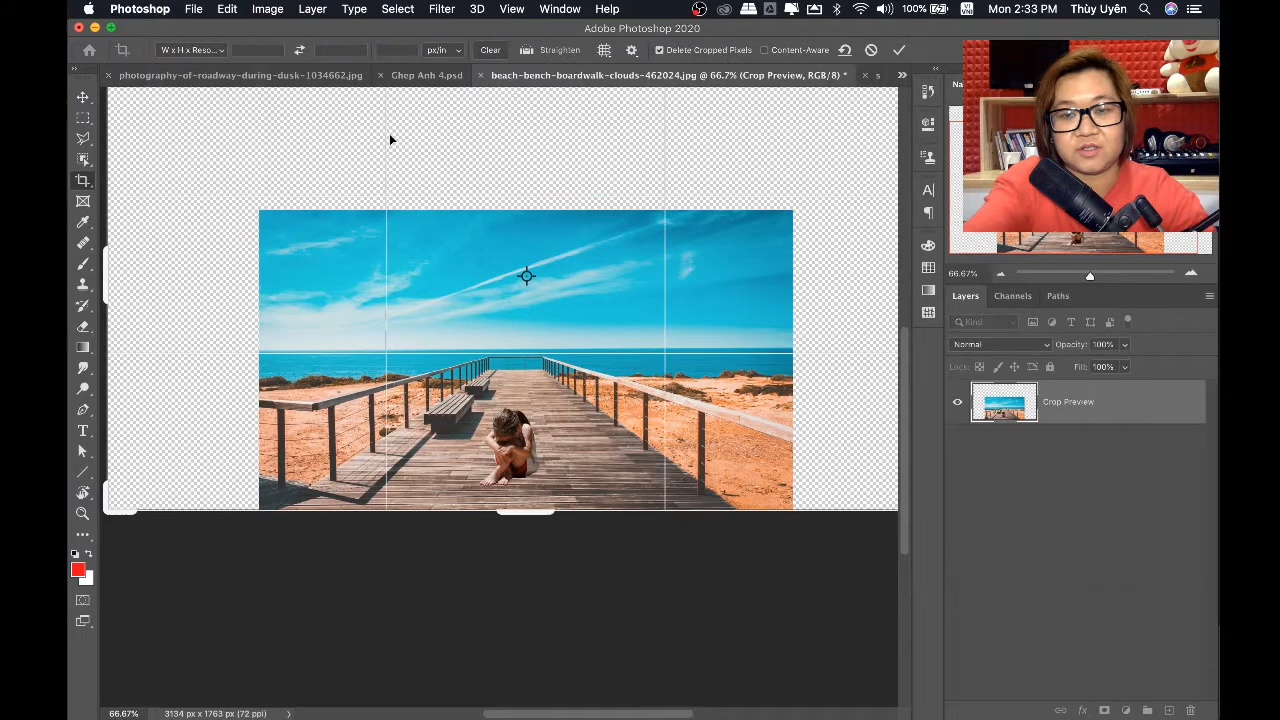 Photoshop File Edit Image Layer Type Select Filter 3D View Window Help 100% VI VNI Mon 2:33 PM Thùy Uyên
Adobe Photoshop 2020
W x H x Reso... px/in Clear Straighten Delete Cropped Pixels Content-Aware
photography-of-roadway-during-dusk-1034662.jpg Ghep Anh 4.psd beach-bench-boardwalk-clouds-462024.jpg @ 66.7% (Crop Preview, RGB/8) * s
Na
66.67%
Layers Channels Paths
Kind
Normal Opacity: 100%
Lock: Fill: 100%
Crop Preview
66.67% 3134 px x 1763 px (72 ppi)